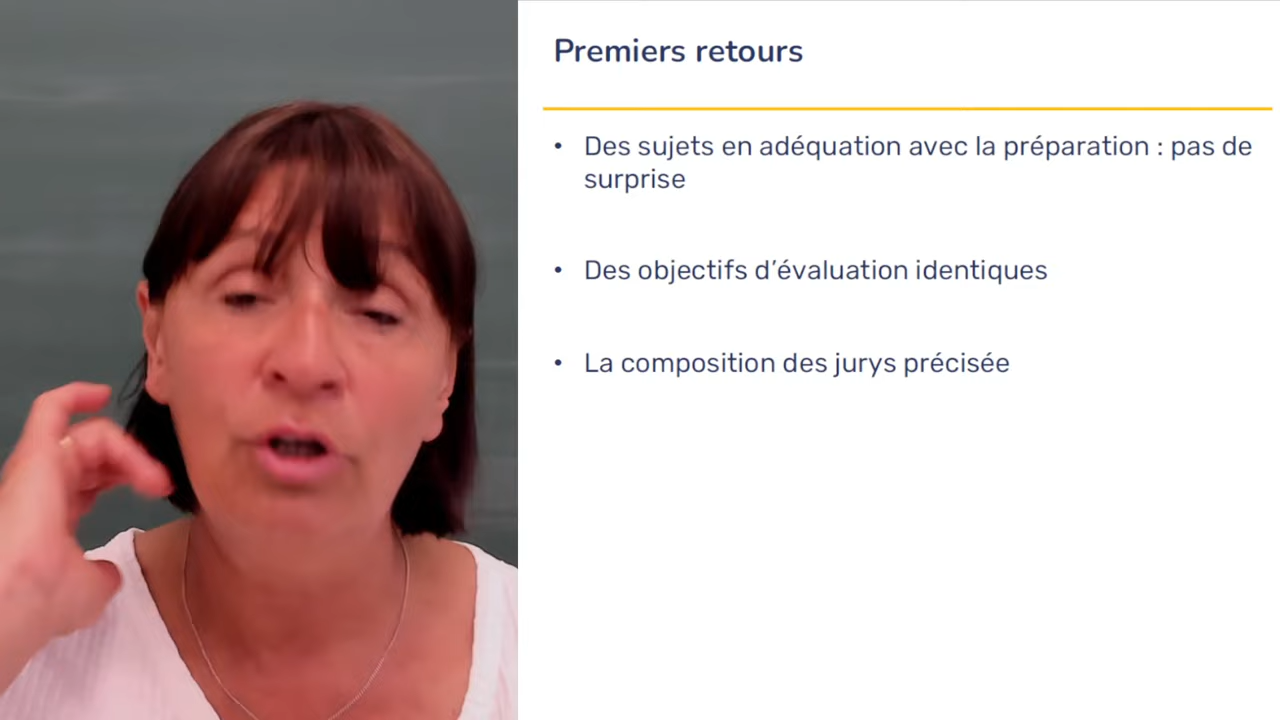 Premiers retours
• Des sujets en adéquation avec la préparation : pas de
surprise
• Des objectifs d’évaluation identiques
• La composition des jurys précisée